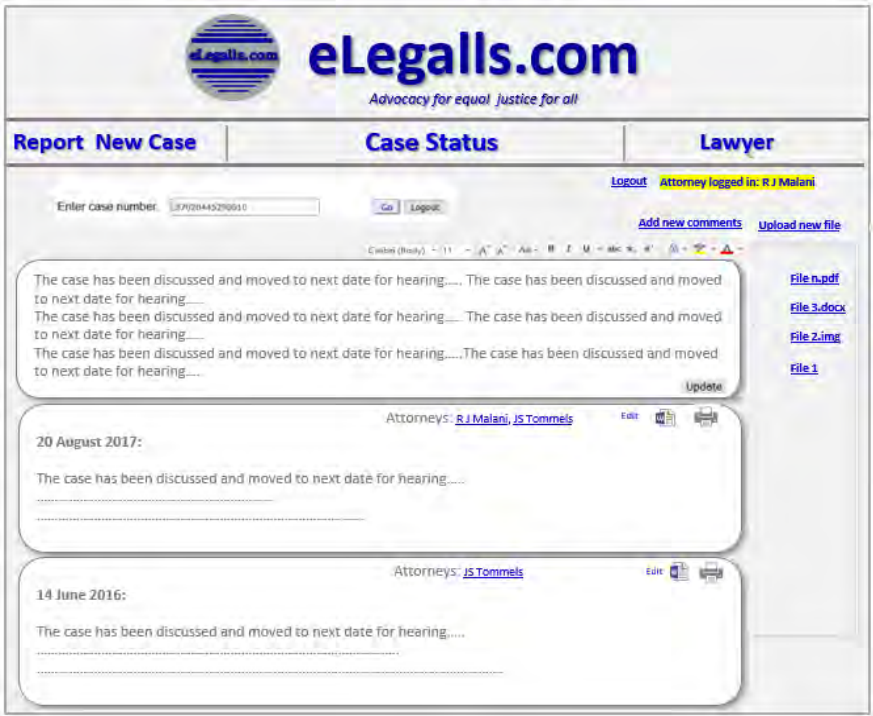 eLegalls.com
eLegalls.com
Advocacy for equal justice for all
Report New Case
Case Status
Lawyer
Logout Attorney logged in: R J Malani
Enter case number.
Go Logout
Add new comments Upload new file
Calibri (Body) - 11
The case has been discussed and moved to next date for hearing..... The case has been discussed and moved
to next date for hearing.....
The case has been discussed and moved to next date for hearing..... The case has been discussed and moved
to next date for hearing.....
The case has been discussed and moved to next date for hearing.....The case has been discussed and moved
to next date for hearing.....
Update
File n.pdf
File 3.docx
File 2.img
File 1
Attorneys: R J Malani, JS Tommels Edit
20 August 2017:
The case has been discussed and moved to next date for hearing.....
Attorneys: JS Tommels Edit
14 June 2016:
The case has been discussed and moved to next date for hearing.....